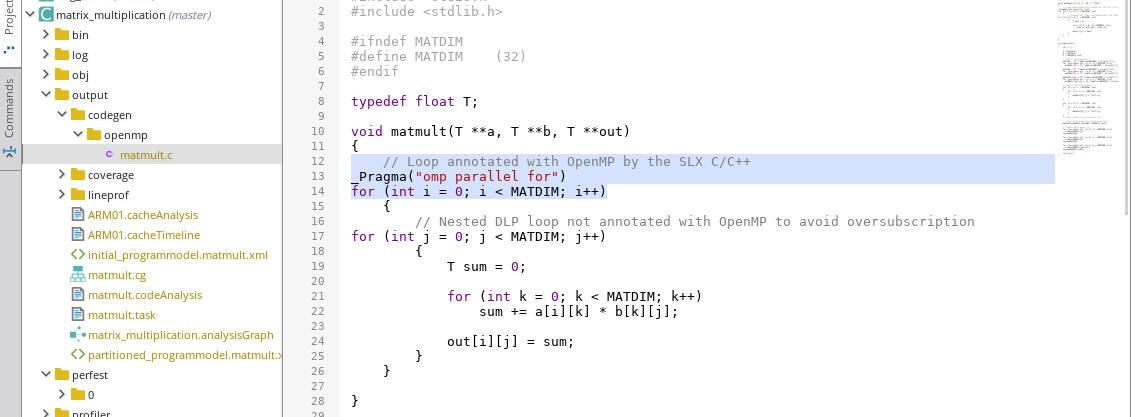 Project
Commands
matrix_multiplication (master)
bin
log
obj
output
codegen
openmp
matmult.c
coverage
lineprof
ARM01.cacheAnalysis
ARM01.cacheTimeline
initial_programmodel.matmult.xml
matmult.cg
matmult.codeAnalysis
matmult.task
matrix_multiplication.analysisGraph
partitioned_programmodel.matmult.x
perfest
0
profiler
2 #include <stdlib.h>
3
4 #ifndef MATDIM
5 #define MATDIM    (32)
6 #endif
7
8 typedef float T;
9
10 void matmult(T **a, T **b, T **out)
11 {
12     // Loop annotated with OpenMP by the SLX C/C++
13 _Pragma("omp parallel for")
14 for (int i = 0; i < MATDIM; i++)
15     {
16         // Nested DLP loop not annotated with OpenMP to avoid oversubscription
17 for (int j = 0; j < MATDIM; j++)
18         {
19             T sum = 0;
20
21             for (int k = 0; k < MATDIM; k++)
22                 sum += a[i][k] * b[k][j];
23
24             out[i][j] = sum;
25         }
26     }
27
28 }
29